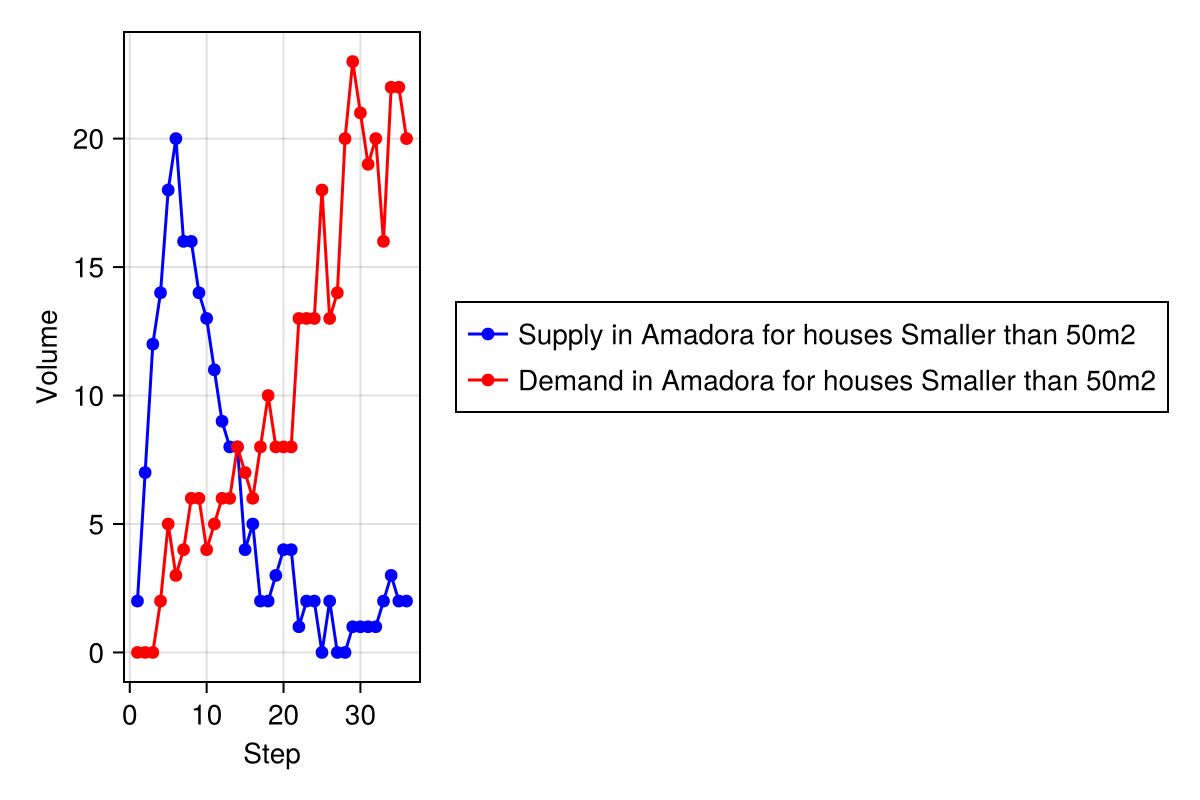 20
15
10
5
0
Volume
0 10 20 30
Step
Supply in Amadora for houses Smaller than 50m2
Demand in Amadora for houses Smaller than 50m2